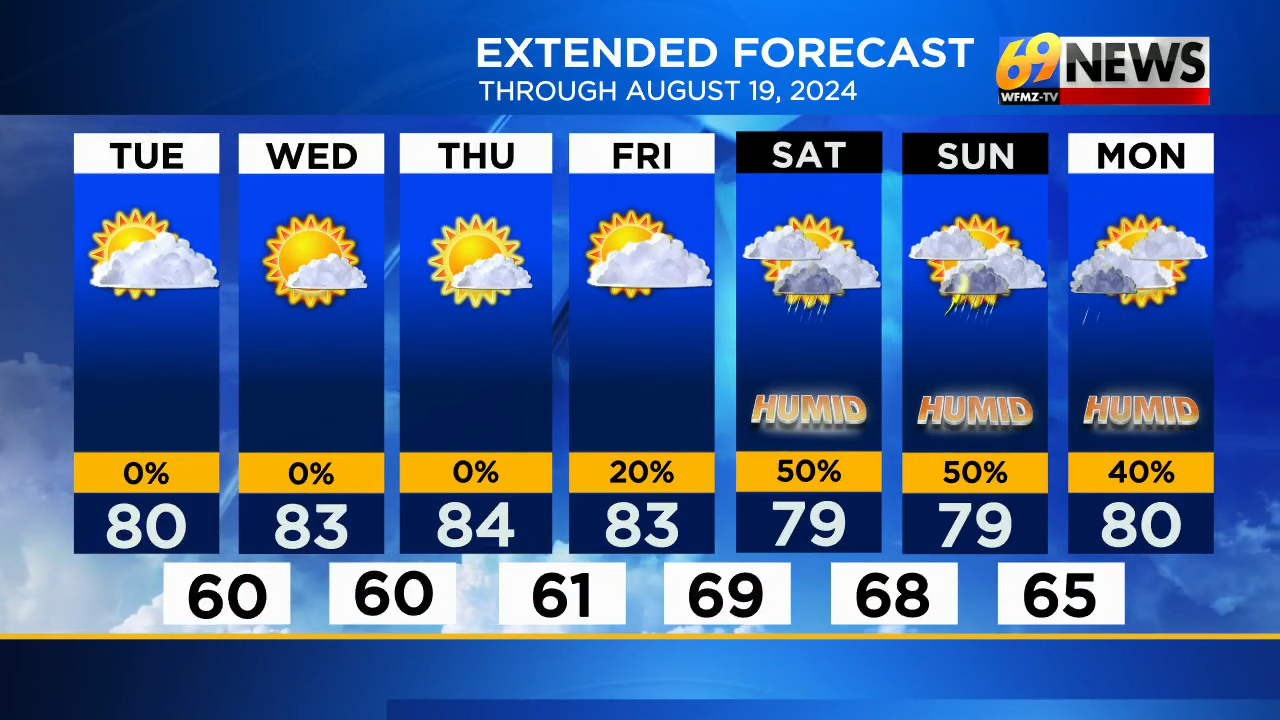 EXTENDED FORECAST
THROUGH AUGUST 19, 2024
69 NEWS
WFMZ-TV
TUE WED THU FRI SAT SUN MON
HUMID HUMID HUMID
0% 0% 0% 20% 50% 50% 40%
80 83 84 83 79 79 80
60 60 61 69 68 65